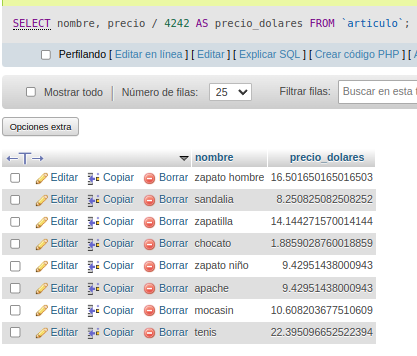 SELECT nombre, precio / 4242 AS precio_dolares FROM `articulo`;
Perfilando [ Editar en línea ] [ Editar ] [ Explicar SQL ] [ Crear código PHP ] [
Mostrar todo Número de filas: 25 Filtrar filas: Buscar en esta
Opciones extra
nombre precio_dolares
Editar Copiar Borrar zapato hombre 16.501650165016503
Editar Copiar Borrar sandalia 8.250825082508252
Editar Copiar Borrar zapatilla 14.144271570014144
Editar Copiar Borrar chocato 1.8859028760018859
Editar Copiar Borrar zapato niño 9.42951438000943
Editar Copiar Borrar apache 9.42951438000943
Editar Copiar Borrar mocasin 10.608203677510609
Editar Copiar Borrar tenis 22.395096652522394